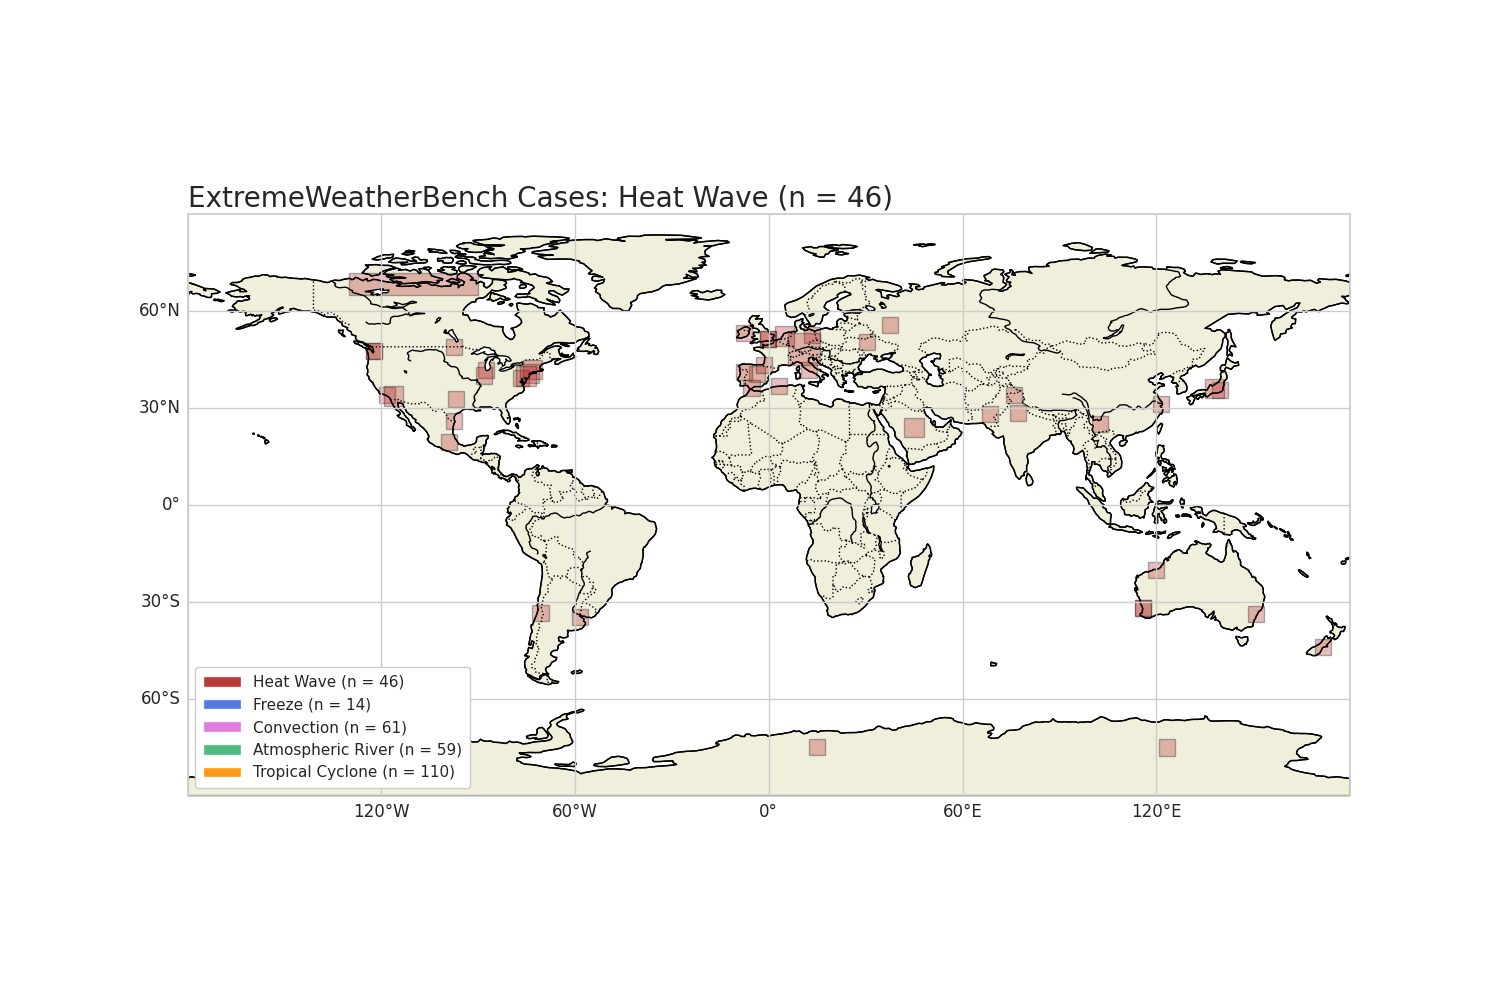 ExtremeWeatherBench Cases: Heat Wave (n = 46)
60°N
30°N
0°
30°S
60°S
Heat Wave (n = 46)
Freeze (n = 14)
Convection (n = 61)
Atmospheric River (n = 59)
Tropical Cyclone (n = 110)
120°W
60°W
0°
60°E
120°E